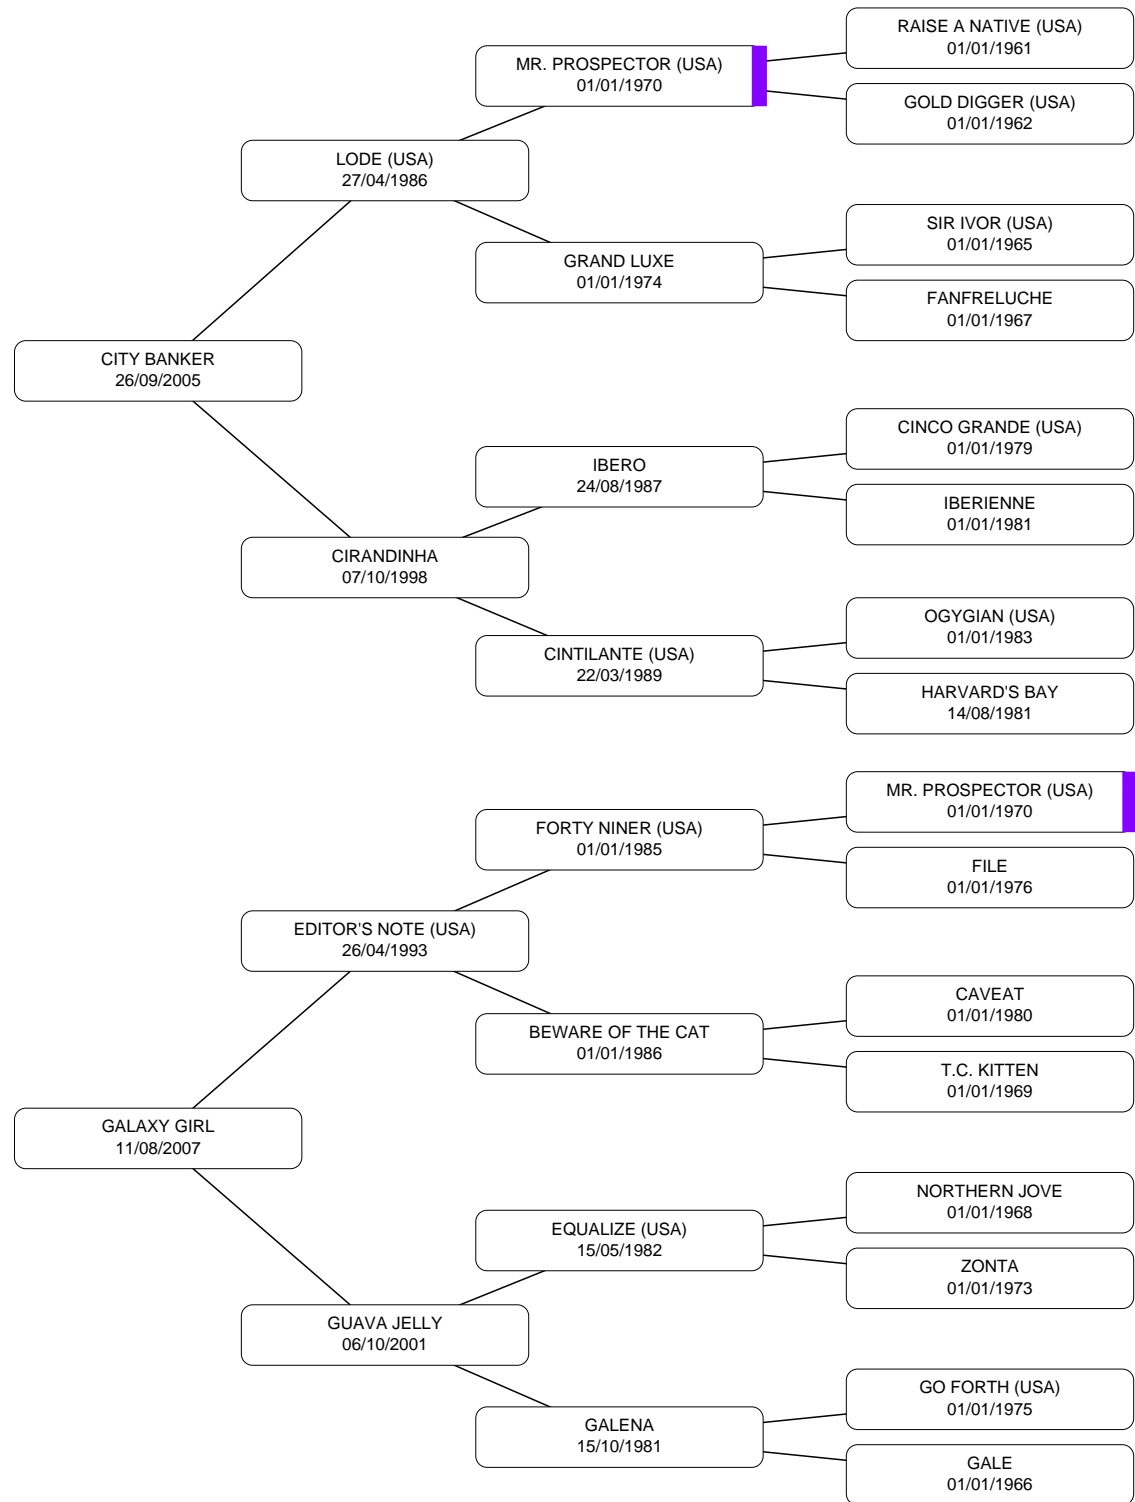 RAISE A NATIVE (USA)
01/01/1961
MR. PROSPECTOR (USA)
01/01/1970
GOLD DIGGER (USA)
01/01/1962
LODE (USA)
27/04/1986
SIR IVOR (USA)
01/01/1965
GRAND LUXE
01/01/1974
FANFRELUCHE
01/01/1967
CITY BANKER
26/09/2005
CINCO GRANDE (USA)
01/01/1979
IBERO
24/08/1987
IBERIENNE
01/01/1981
CIRANDINHA
07/10/1998
OGYGIAN (USA)
01/01/1983
CINTILANTE (USA)
22/03/1989
HARVARD'S BAY
14/08/1981
MR. PROSPECTOR (USA)
01/01/1970
FORTY NINER (USA)
01/01/1985
FILE
01/01/1976
EDITOR'S NOTE (USA)
26/04/1993
CAVEAT
01/01/1980
BEWARE OF THE CAT
01/01/1986
T.C. KITTEN
01/01/1969
GALAXY GIRL
11/08/2007
NORTHERN JOVE
01/01/1968
EQUALIZE (USA)
15/05/1982
ZONTA
01/01/1973
GUAVA JELLY
06/10/2001
GO FORTH (USA)
01/01/1975
GALENA
15/10/1981
GALE
01/01/1966